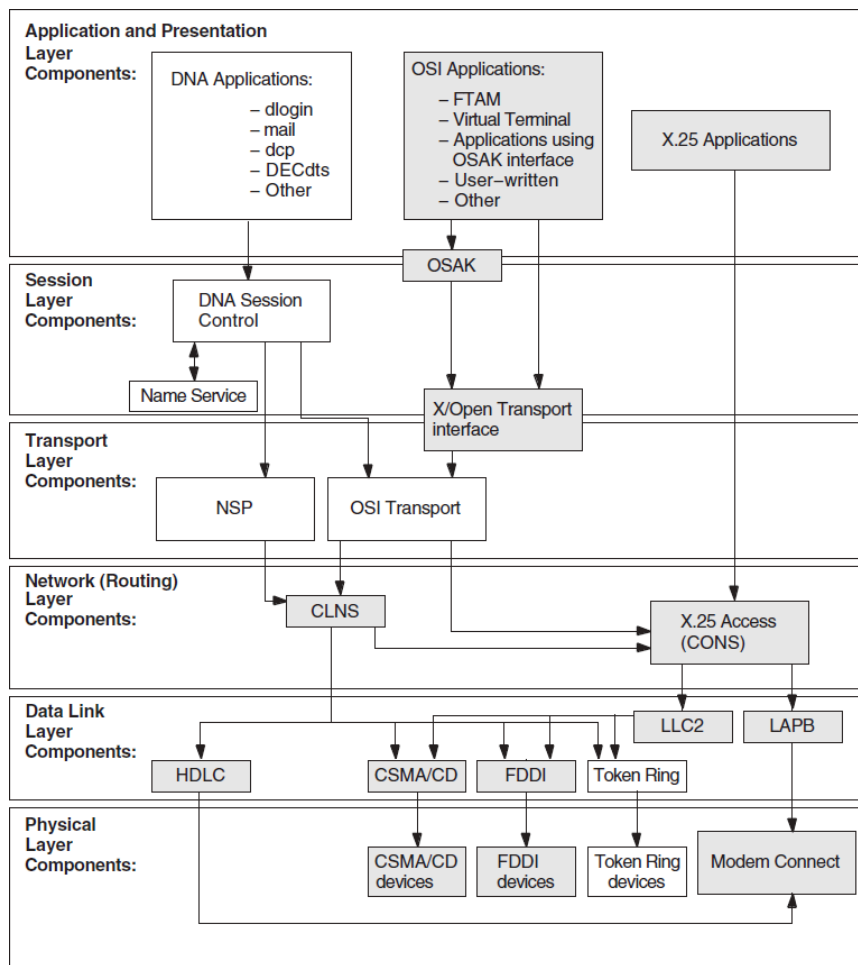 Application and Presentation
Layer
Components:
DNA Applications:
– dlogin
– mail
– dcp
– DECdts
– Other
OSI Applications:
– FTAM
– Virtual Terminal
– Applications using
OSAK interface
– User–written
– Other
X.25 Applications
OSAK
Session
Layer
Components:
DNA Session
Control
Name Service
X/Open Transport
interface
Transport
Layer
Components:
NSP
OSI Transport
Network (Routing)
Layer
Components:
CLNS
X.25 Access
(CONS)
Data Link
Layer
Components:
LLC2
LAPB
HDLC
CSMA/CD
FDDI
Token Ring
Physical
Layer
Components:
CSMA/CD
devices
FDDI
devices
Token Ring
devices
Modem Connect